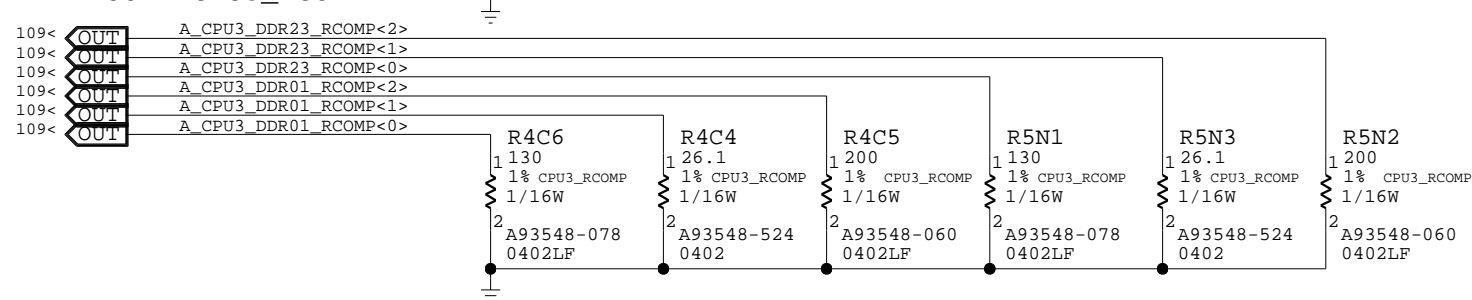 109< OUT A_CPU3_DDR23_RCOMP<2>
109< OUT A_CPU3_DDR23_RCOMP<1>
109< OUT A_CPU3_DDR23_RCOMP<0>
109< OUT A_CPU3_DDR01_RCOMP<2>
109< OUT A_CPU3_DDR01_RCOMP<1>
109< OUT A_CPU3_DDR01_RCOMP<0>
R4C6 R4C4 R4C5 R5N1 R5N3 R5N2
1 130 1 26.1 1 200 1 130 1 26.1 1 200
1% CPU3_RCOMP 1% CPU3_RCOMP 1% CPU3_RCOMP 1% CPU3_RCOMP 1% CPU3_RCOMP 1% CPU3_RCOMP
1/16W 1/16W 1/16W 1/16W 1/16W 1/16W
2 A93548-078 2 A93548-524 2 A93548-060 2 A93548-078 2 A93548-524 2 A93548-060
0402LF 0402 0402LF 0402LF 0402 0402LF